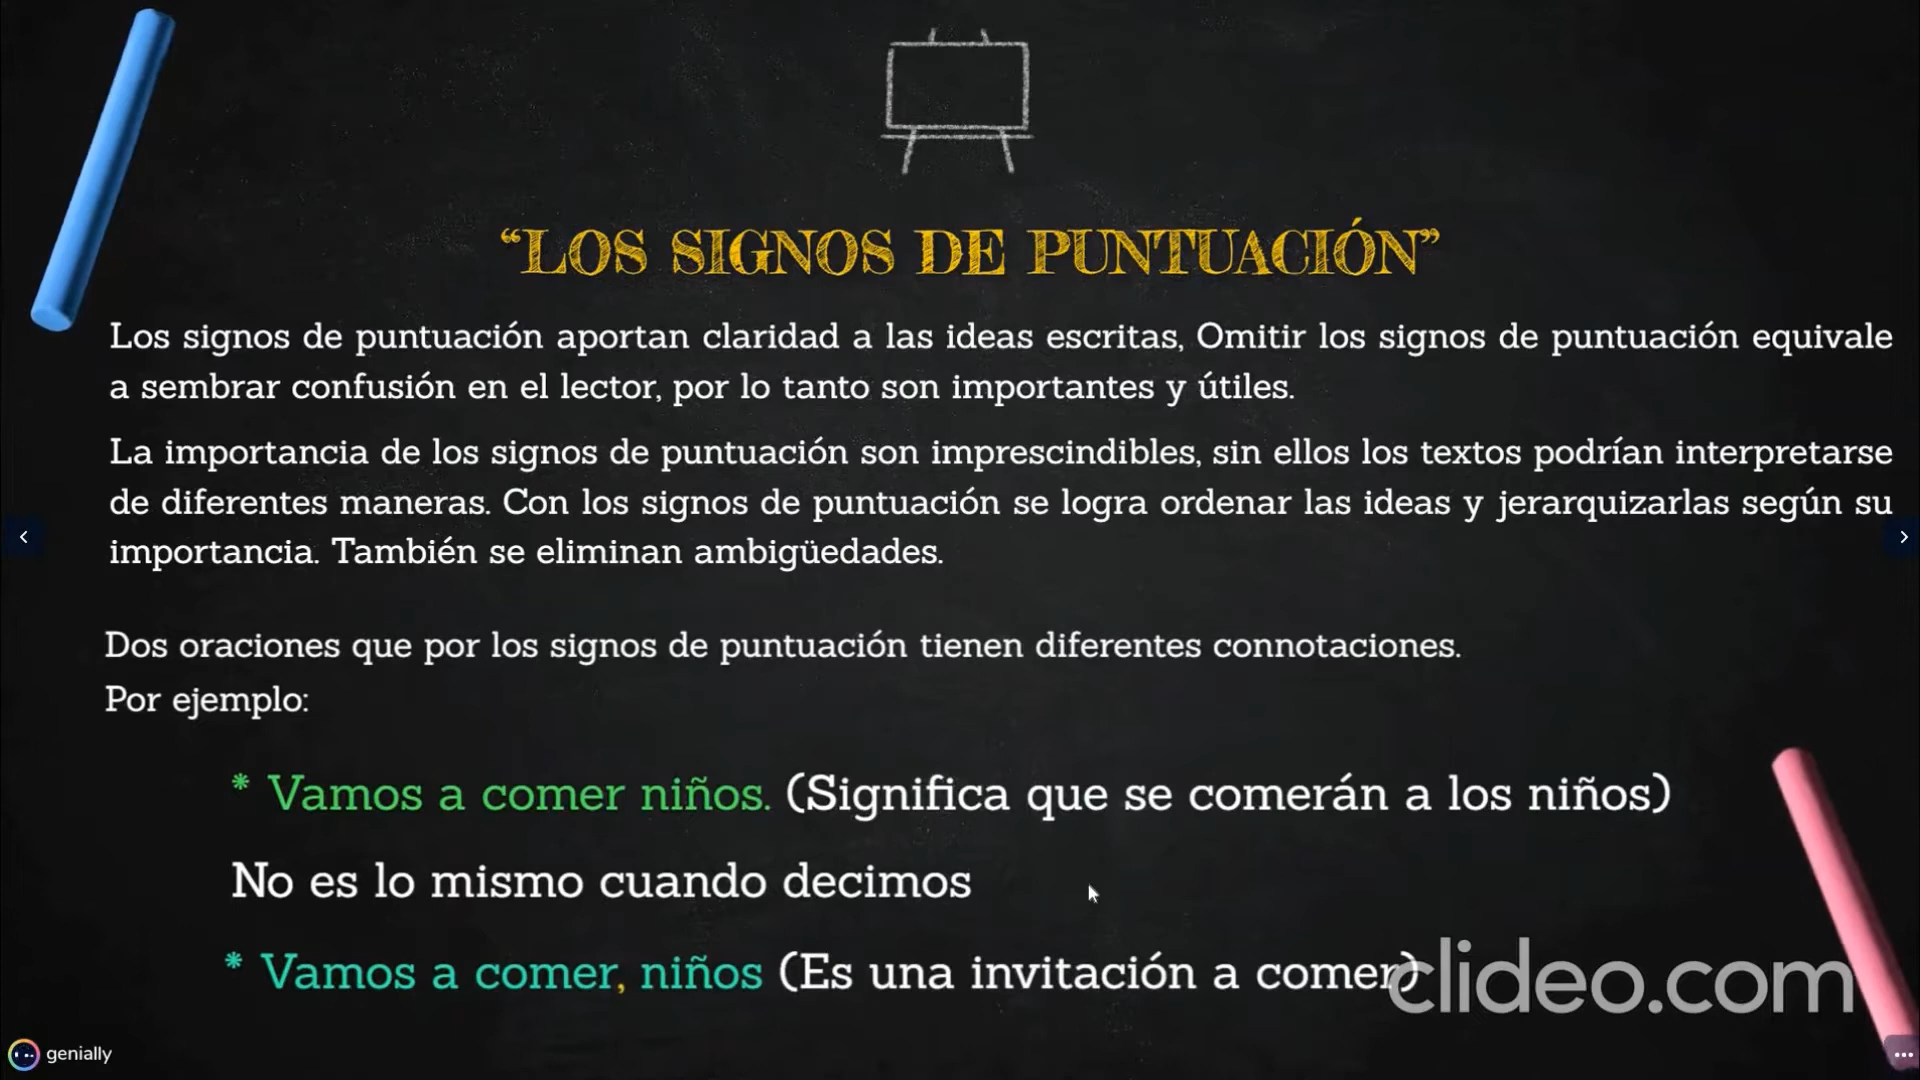 “LOS SIGNOS DE PUNTUACIÓN”
Los signos de puntuación aportan claridad a las ideas escritas, Omitir los signos de puntuación equivale
a sembrar confusión en el lector, por lo tanto son importantes y útiles.
La importancia de los signos de puntuación son imprescindibles, sin ellos los textos podrían interpretarse
de diferentes maneras. Con los signos de puntuación se logra ordenar las ideas y jerarquizarlas según su
importancia. También se eliminan ambigüedades.
Dos oraciones que por los signos de puntuación tienen diferentes connotaciones.
Por ejemplo:
* Vamos a comer niños. (Significa que se comerán a los niños)
No es lo mismo cuando decimos
* Vamos a comer, niños (Es una invitación a comer)
clideo.com
genially